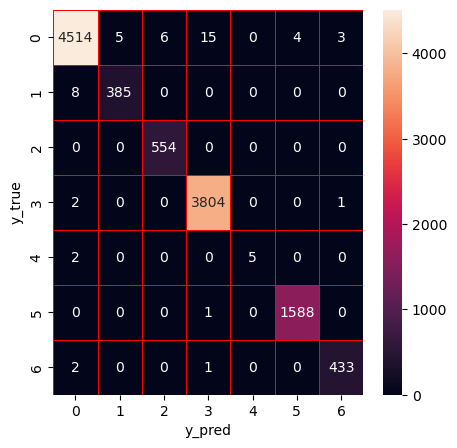 0 4514 5 6 15 0 4 3
1 8 385 0 0 0 0 0
2 0 0 554 0 0 0 0
3 2 0 0 3804 0 0 1
4 2 0 0 0 5 0 0
5 0 0 0 1 0 1588 0
6 2 0 0 1 0 0 433
0 1 2 3 4 5 6
y_true
y_pred
4000
3000
2000
1000
0